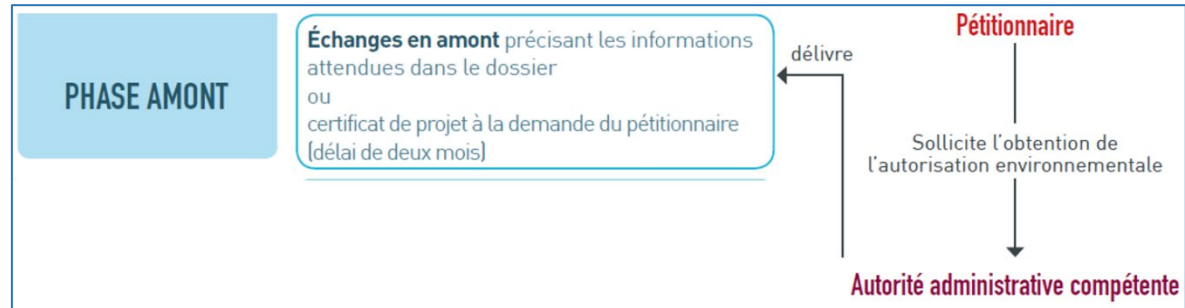 PHASE AMONT
Échanges en amont précisant les informations
attendues dans le dossier
ou
certificat de projet à la demande du pétitionnaire
(délai de deux mois)
délivre
Pétitionnaire
Sollicite l'obtention de
l'autorisation environnementale
Autorité administrative compétente